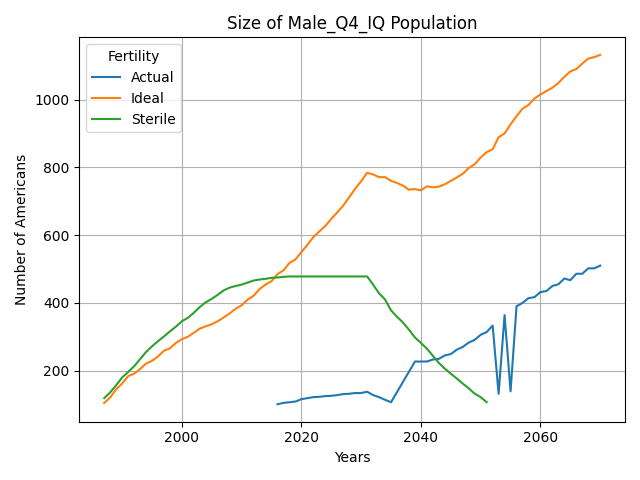 Size of Male_Q4_IQ Population
Fertility
Actual
Ideal
Sterile
Number of Americans
1000
800
600
400
200
2000
2020
2040
2060
Years